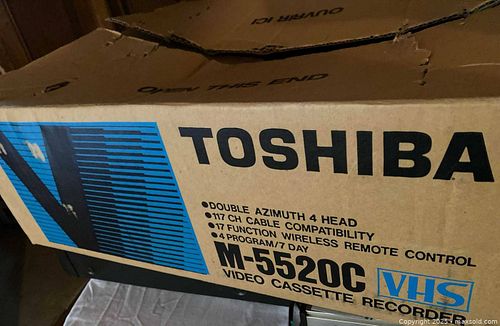 OUVRIR ICI
OPEN THIS END
TOSHIBA
●DOUBLE AZIMUTH 4 HEAD
●117 CH CABLE COMPATIBILITY
●17 FUNCTION WIRELESS REMOTE CONTROL
●4 PROGRAM/7 DAY
M-5520C VHS
VIDEO CASSETTE RECORDER
Copyright 2025 - maxsold.com